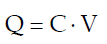 Q = C · V